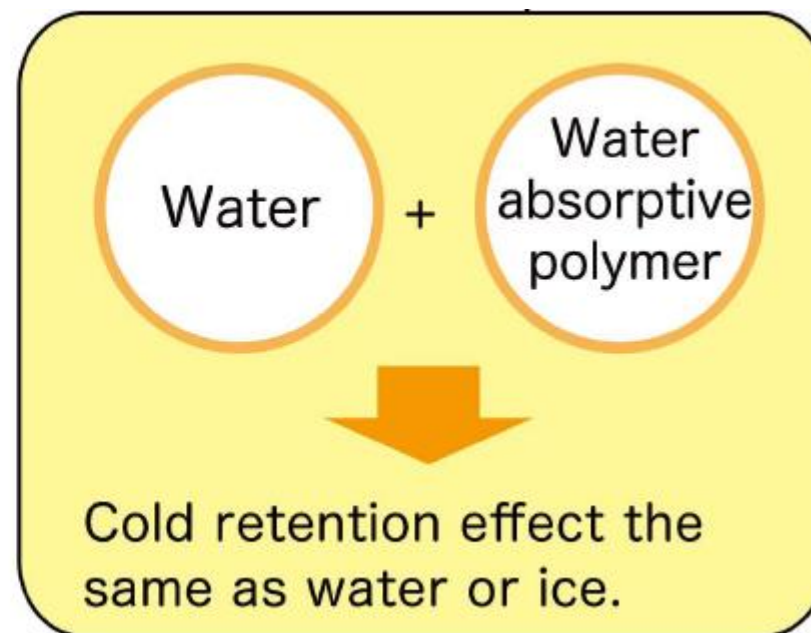 Water
+
Water
absorptive
polymer
Cold retention effect the
same as water or ice.